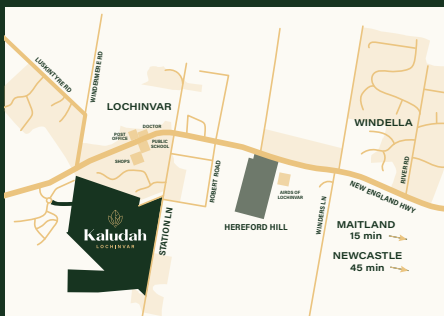 LUSKINTYRE RD
WINDERMERE RD
LOCHINVAR
DOCTOR
POST
OFFICE
PUBLIC
SCHOOL
SHOPS
WINDELLA
RIVER RD
ROBERT ROAD
AIRDS OF
LOCHINVAR
NEW ENGLAND HWY
STATION LN
HEREFORD HILL
WINDERS LN
Kaludah
LOCHINVAR
MAITLAND
15 min
NEWCASTLE
45 min